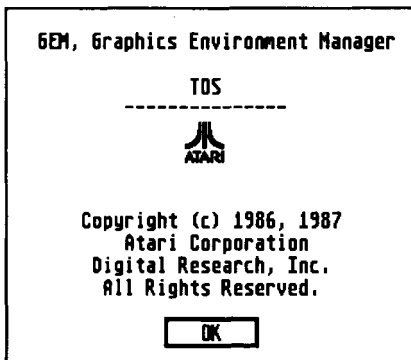 GEM, Graphics Environment Manager
TOS
---------------
ATARI
Copyright (c) 1986, 1987
Atari Corporation
Digital Research, Inc.
All Rights Reserved.
OK